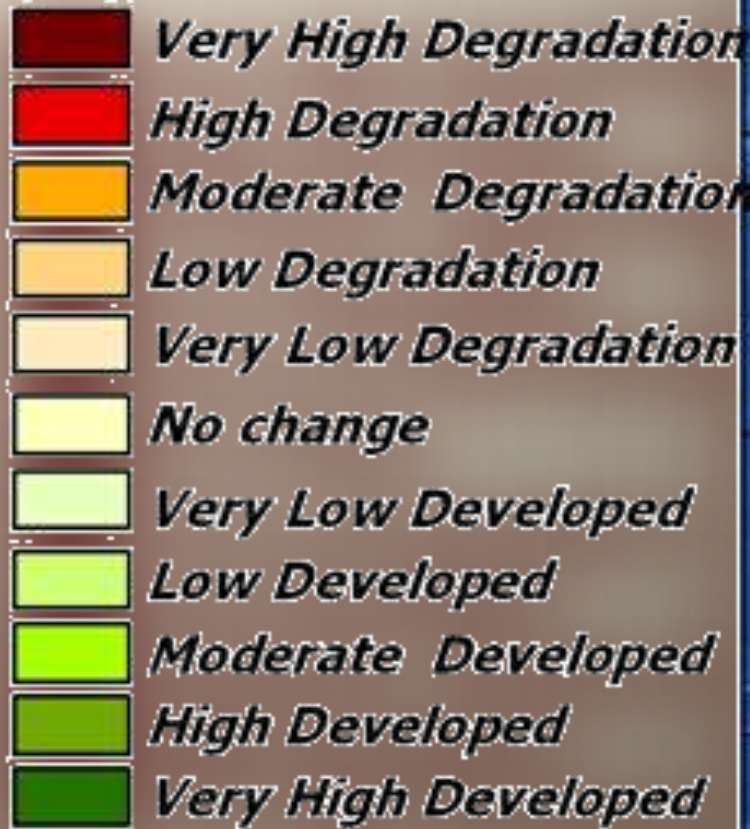 Very High Degradation
High Degradation
Moderate Degradation
Low Degradation
Very Low Degradation
No change
Very Low Developed
Low Developed
Moderate Developed
High Developed
Very High Developed